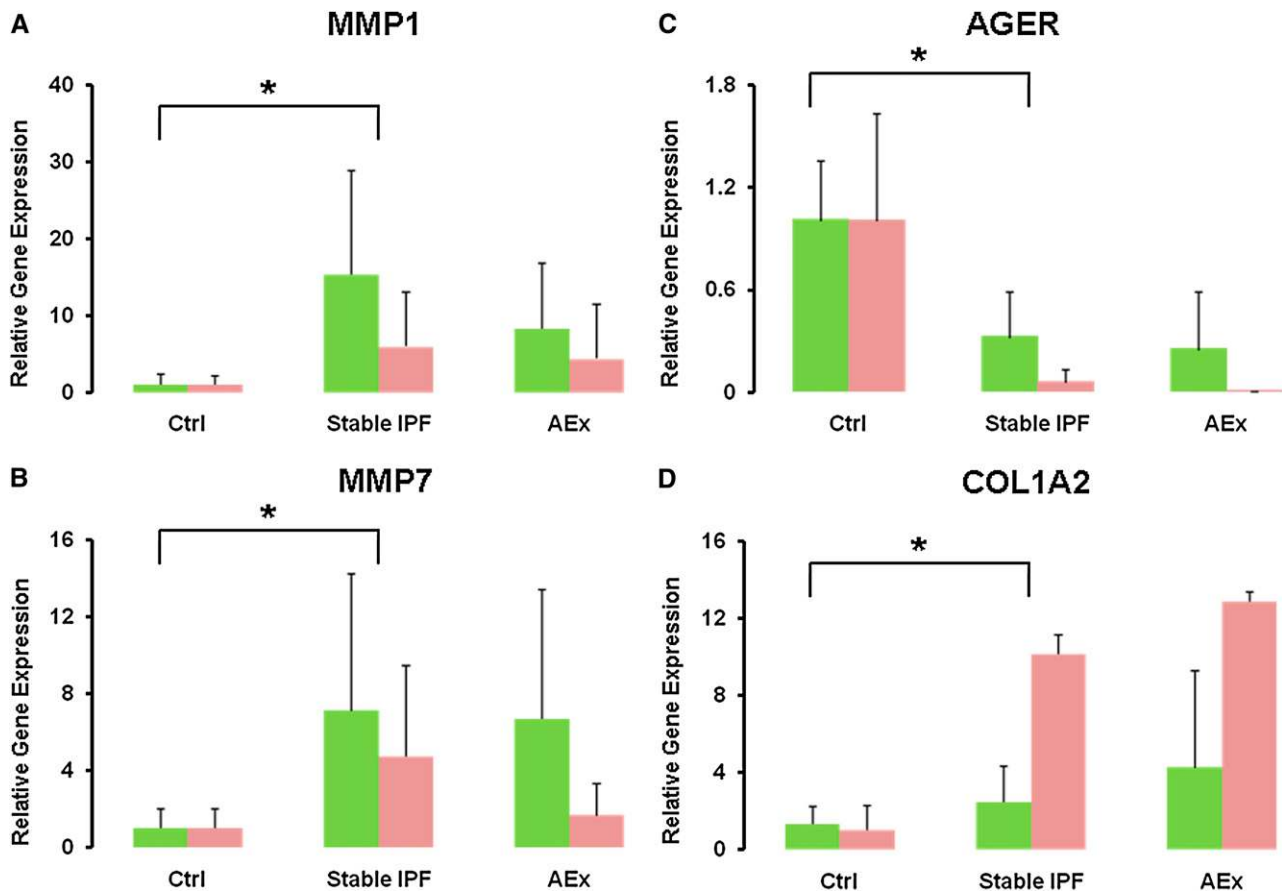 A
MMP1
Relative Gene Expression
40
30
20
10
0
*
Ctrl
Stable IPF
AEx
B
MMP7
Relative Gene Expression
16
12
8
4
0
*
Ctrl
Stable IPF
AEx
C
AGER
Relative Gene Expression
1.8
1.2
0.6
0
*
Ctrl
Stable IPF
AEx
D
COL1A2
Relative Gene Expression
16
12
8
4
0
*
Ctrl
Stable IPF
AEx